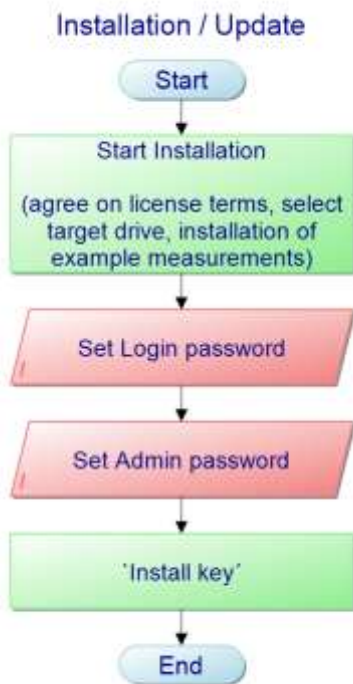 Installation / Update
Start
Start Installation
(agree on license terms, select
target drive, installation of
example measurements)
Set Login password
I
Set Admin password
I
´Install key´
End